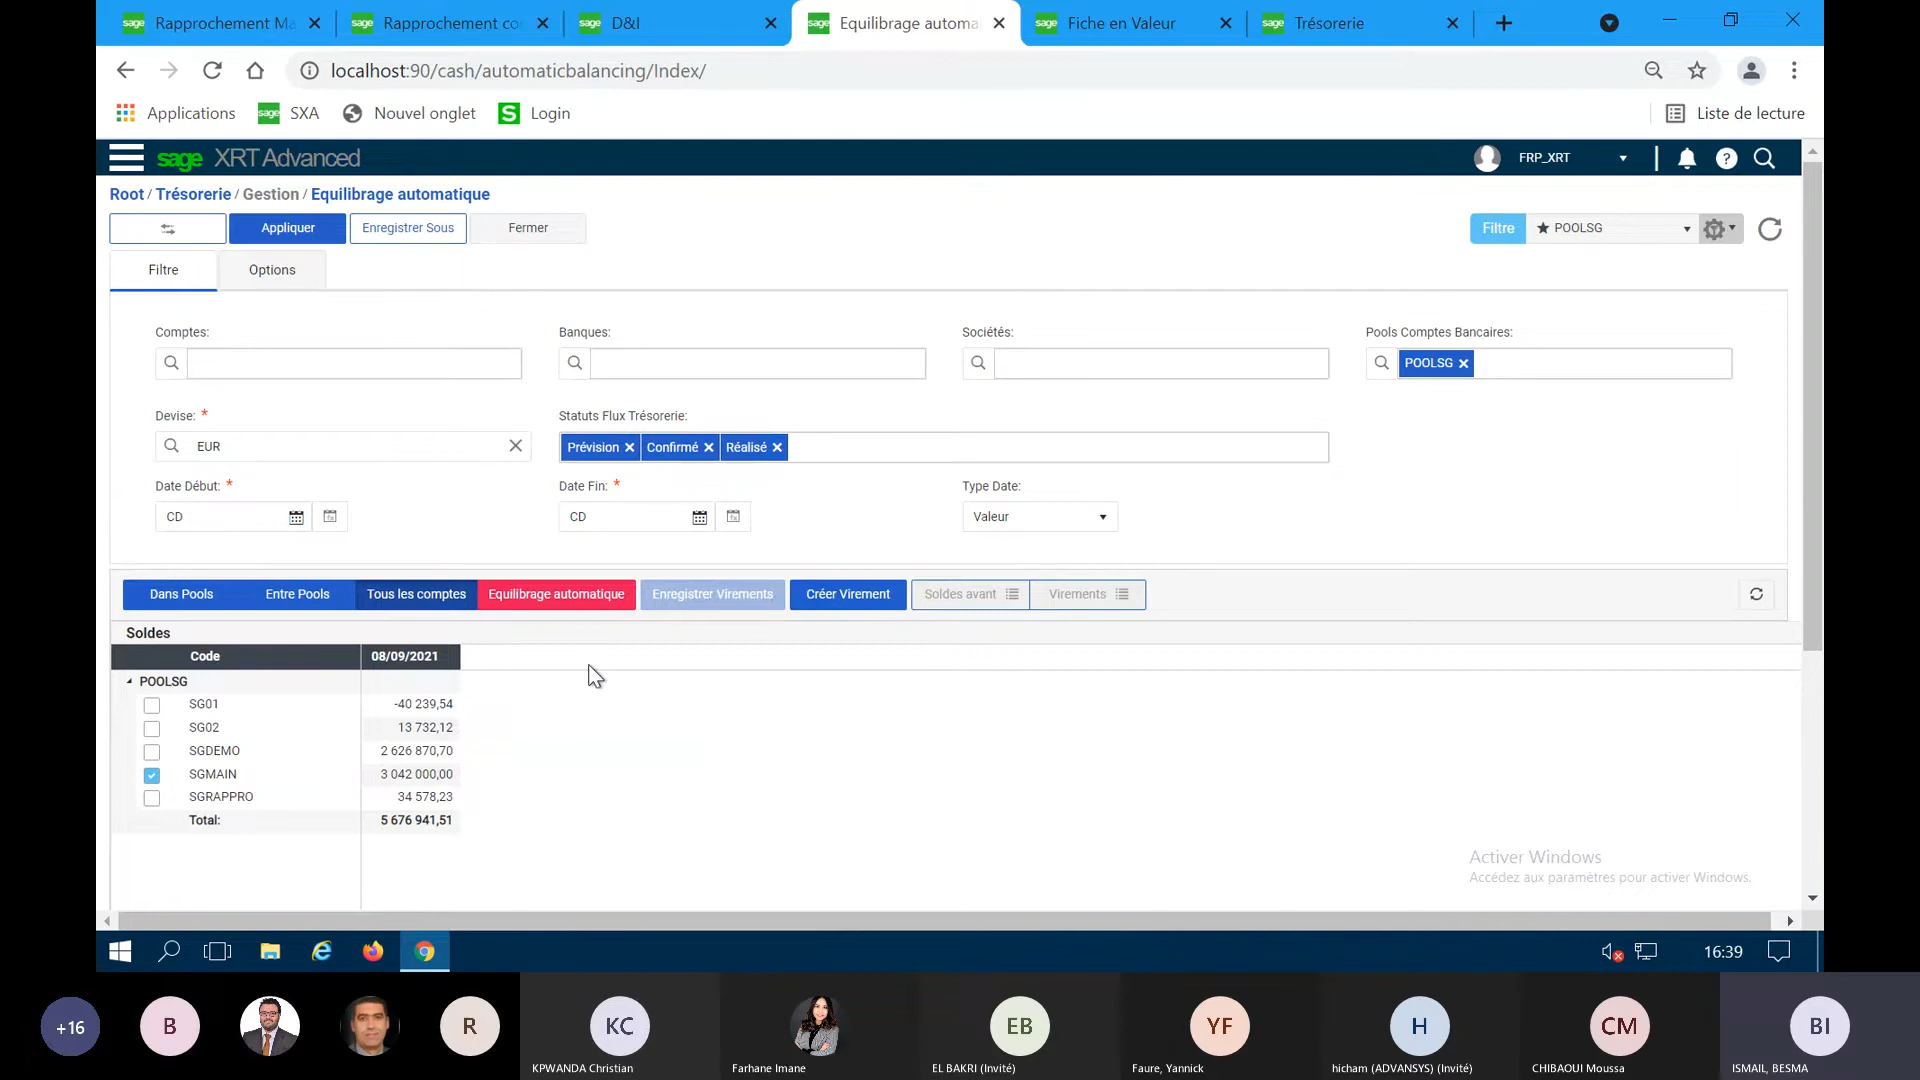 sage Rapprochement Ma
sage Rapprochement co
sage D&I
sage Equilibrage automa
sage Fiche en Valeur
sage Trésorerie
localhost:90/cash/automaticbalancing/Index/
Applications
sage SXA
Nouvel onglet
S Login
Liste de lecture
sage XRT Advanced
FRP_XRT
Root / Trésorerie / Gestion / Equilibrage automatique
Appliquer
Enregistrer Sous
Fermer
Filtre
POOLSG
Filtre
Options
Comptes:
Banques:
Sociétés:
Pools Comptes Bancaires:
POOLSG
Devise: *
Statuts Flux Trésorerie:
EUR
Prévision Confirmé Réalisé
Date Début: *
Date Fin: *
Type Date:
CD
CD
Valeur
Dans Pools
Entre Pools
Tous les comptes
Equilibrage automatique
Enregistrer Virements
Créer Virement
Soldes avant
Virements
Soldes
Code 08/09/2021
POOLSG
SG01 -40 239,54
SG02 13 732,12
SGDEMO 2 626 870,70
SGMAIN 3 042 000,00
SGRAPPRO 34 578,23
Total: 5 676 941,51
Activer Windows
Accédez aux paramètres pour activer Windows.
16:39
+16
B
R
KC
EB
YF
H
CM
BI
KPWANDA Christian
Farhane Imane
EL BAKRI (Invité)
Faure, Yannick
hicham (ADVANSYS) (Invité)
CHIBAOUI Moussa
ISMAIL, BESMA